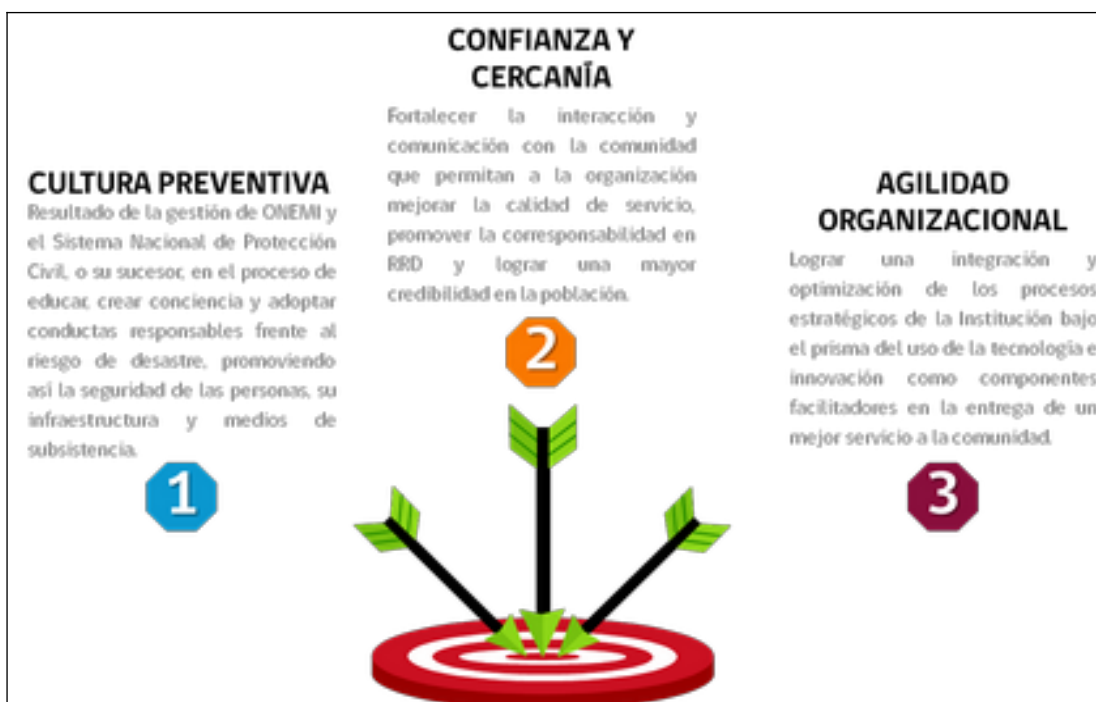 CULTURA PREVENTIVA
Resultado de la gestión de ONEMI y
el Sistema Nacional de Protección
Civil, o su sucesor, en el proceso de
educar, crear conciencia y adoptar
conductas responsables frente al
riesgo de desastre, promoviendo
así la seguridad de las personas, su
infraestructura y medios de
subsistencia.
1
CONFIANZA Y
CERCANÍA
Fortalecer la interacción y
comunicación con la comunidad
que permitan a la organización
mejorar la calidad de servicio,
promover la corresponsabilidad en
RRD y lograr una mayor
credibilidad en la población.
2
AGILIDAD
ORGANIZACIONAL
Lograr una integración y
optimización de los procesos
estratégicos de la Institución bajo
el prisma del uso de la tecnología e
innovación como componentes
facilitadores en la entrega de un
mejor servicio a la comunidad.
3